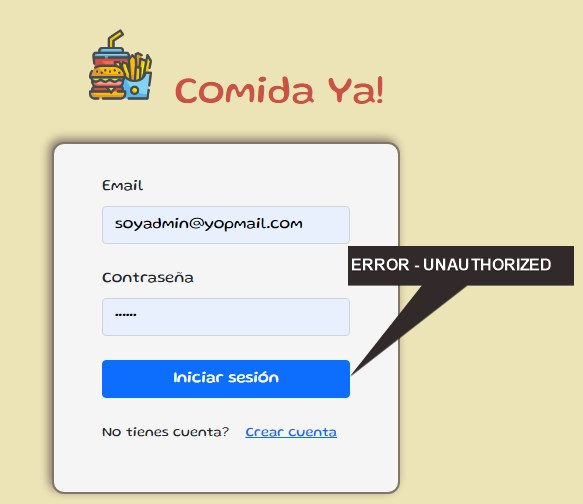 Comida Ya!
Email
soyadmin@yopmail.com
ERROR - UNAUTHORIZED
Contraseña
······
Iniciar sesión
No tienes cuenta? Crear cuenta